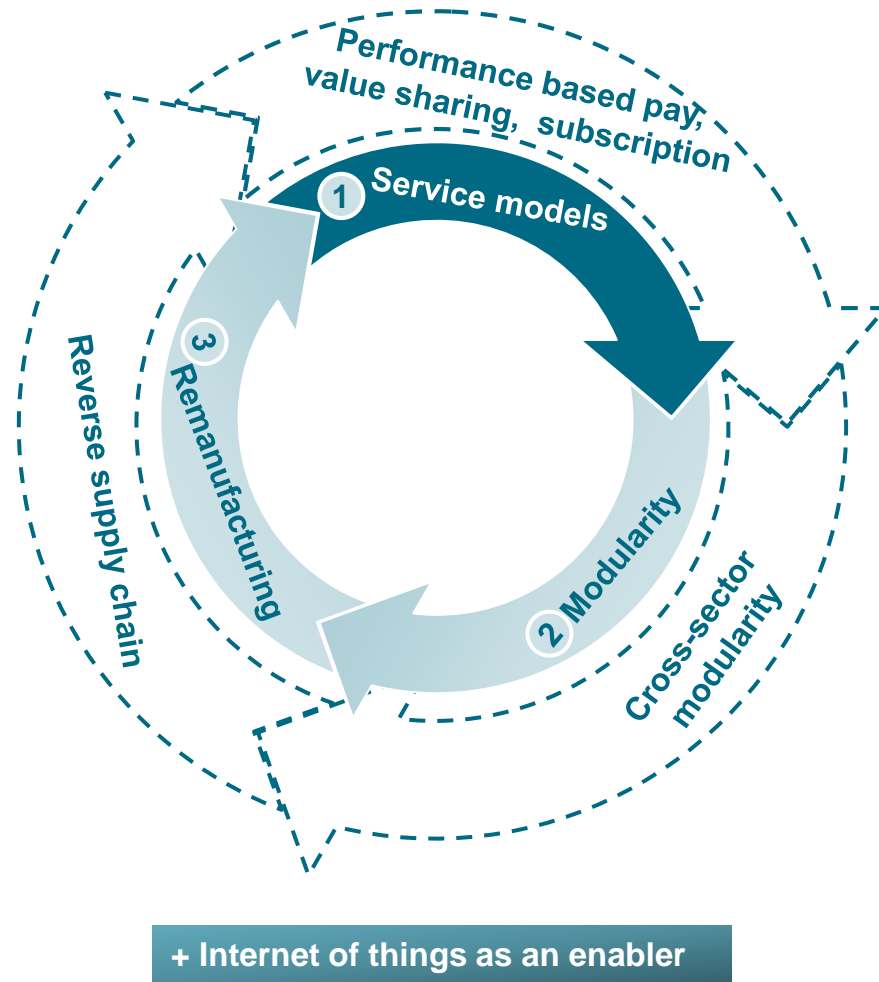 Performance based pay,
value sharing, subscription
1
Service models
2
Modularity
Cross-sector
modularity
3
Remanufacturing
Reverse supply chain
+ Internet of things as an enabler